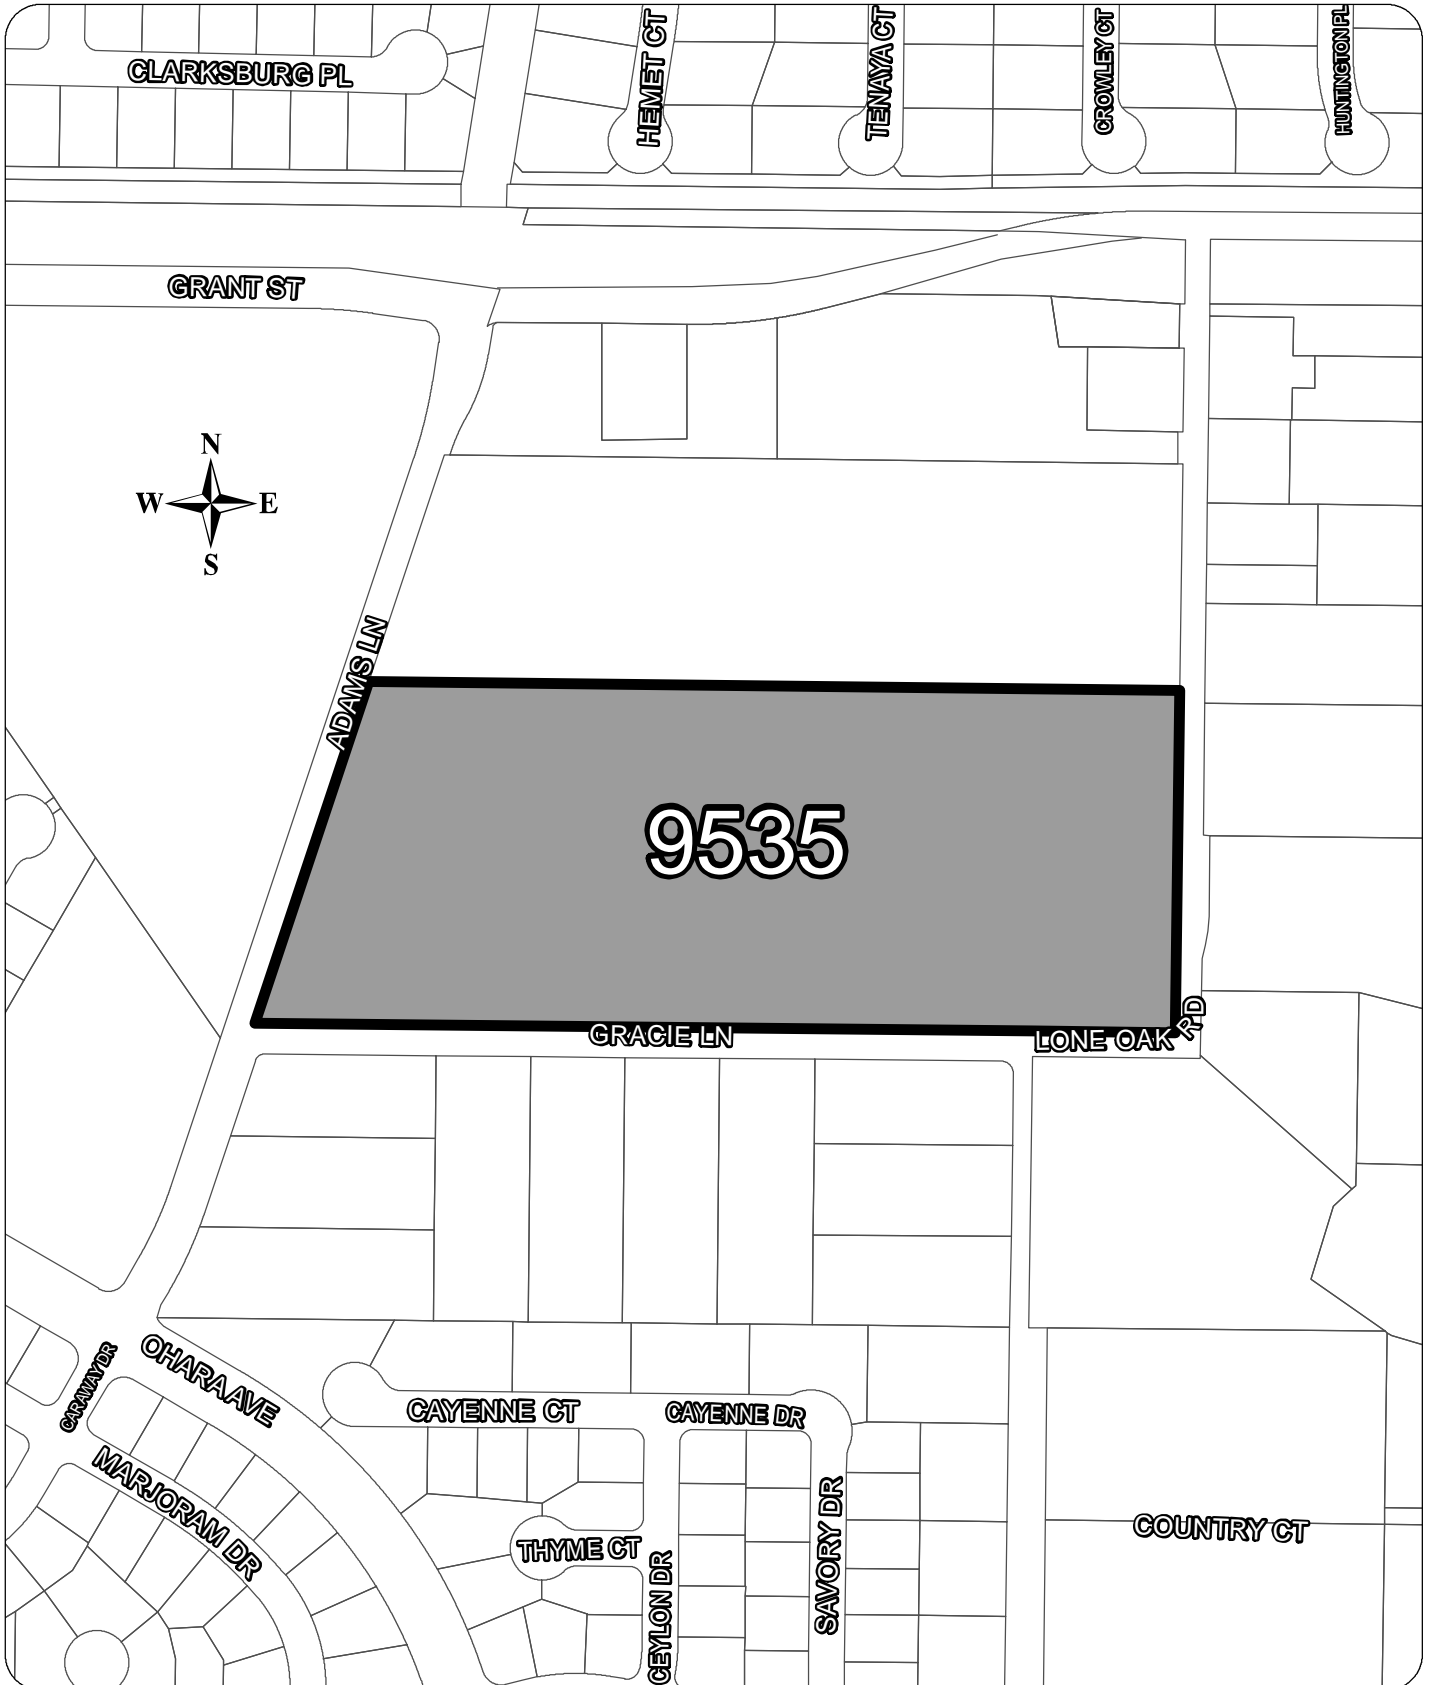 HEMET CT
TENAYA CT
CROWLEY CT
HUNTINGTON PL
CLARKSBURG PL
GRANT ST
N
W E
S
ADAMS LN
9535
GRACIE LN
LONE OAK RD
OHARA AVE
CARAWAY DR
CAYENNE CT
CAYENNE DR
MARJORAM DR
SAVORY DR
COUNTRY CT
THYME CT
CEYLON DR